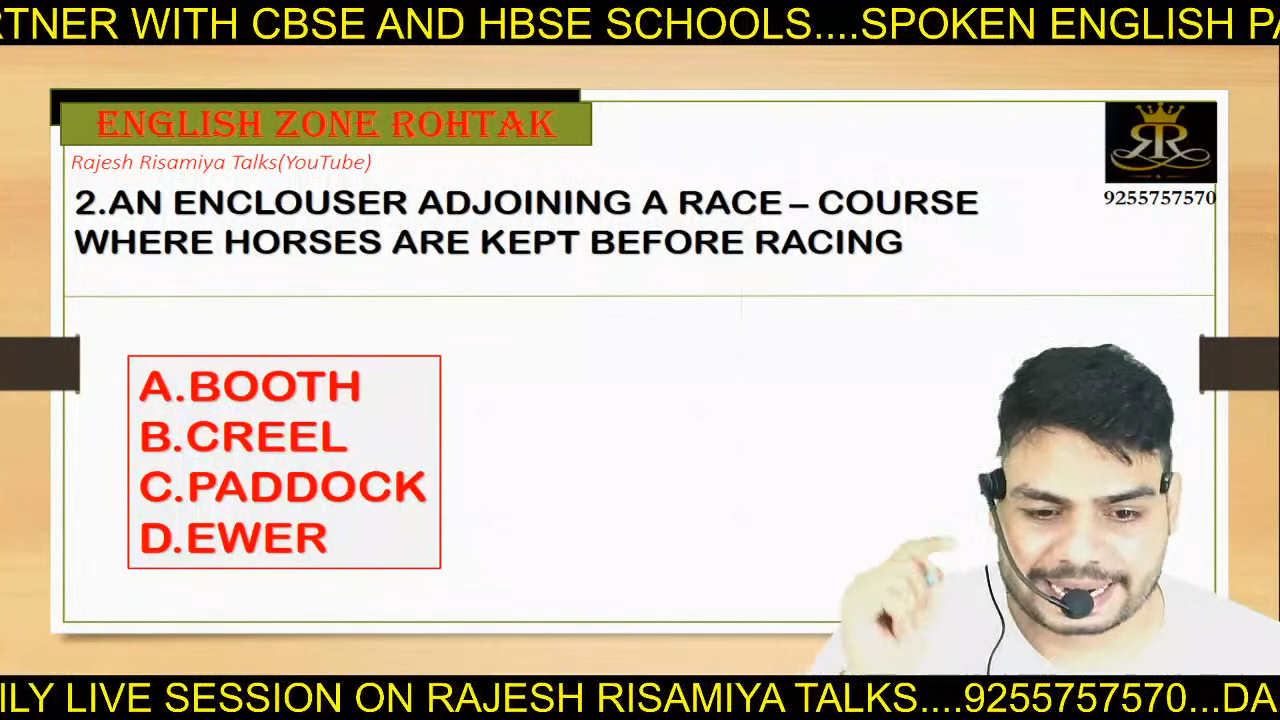 RTNER WITH CBSE AND HBSE SCHOOLS....SPOKEN ENGLISH PA
ENGLISH ZONE ROHTAK
Rajesh Risamiya Talks(YouTube)
RR
9255757570
2.AN ENCLOUSER ADJOINING A RACE – COURSE
WHERE HORSES ARE KEPT BEFORE RACING
A.BOOTH
B.CREEL
C.PADDOCK
D.EWER
ILY LIVE SESSION ON RAJESH RISAMIYA TALKS....9255757570...DA